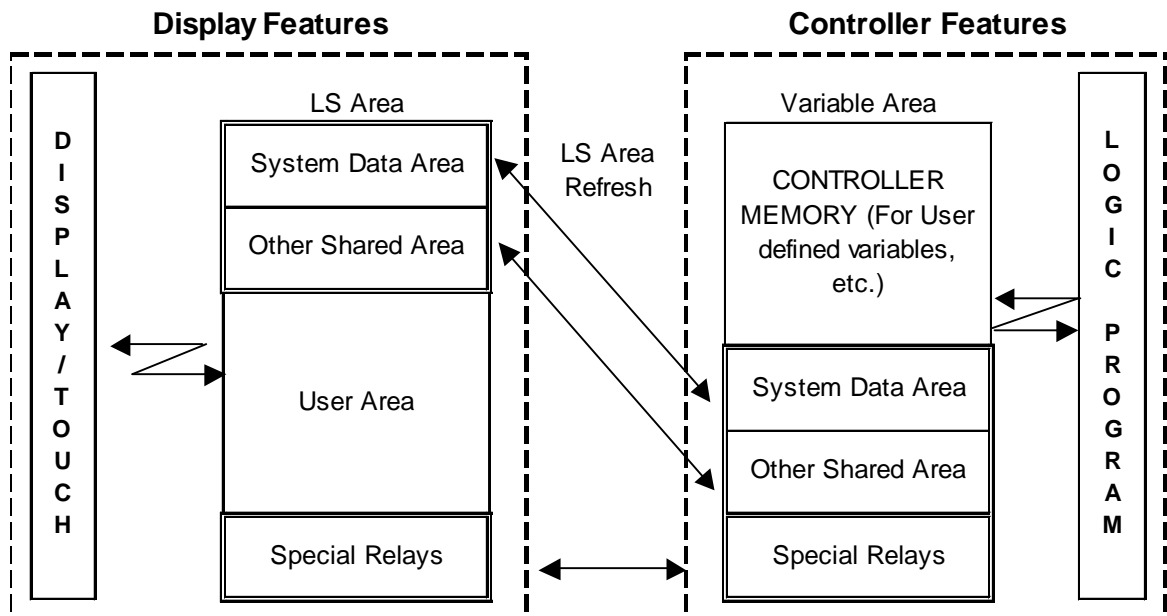 Display Features
Controller Features
DISPLAY/TOUCH
LS Area
System Data Area
Other Shared Area
User Area
Special Relays
LS Area
Refresh
Variable Area
CONTROLLER
MEMORY (For User
defined variables,
etc.)
System Data Area
Other Shared Area
Special Relays
LOGIC PROGRAM